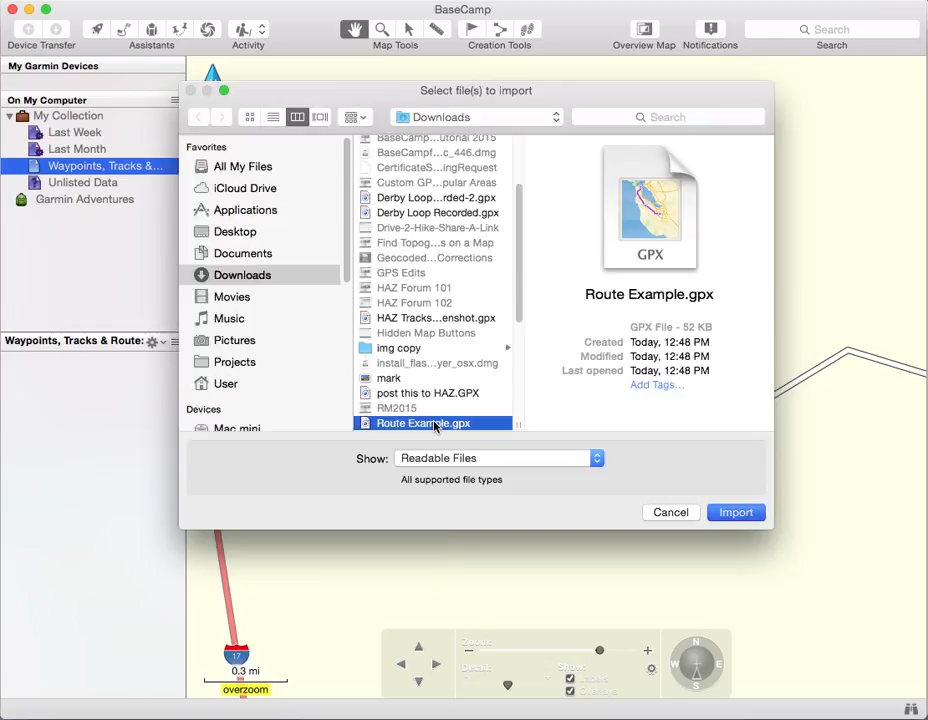 BaseCamp
Device Transfer
Assistants
Activity
Map Tools
Creation Tools
Overview Map
Notifications
Search
Search
My Garmin Devices
On My Computer
My Collection
Last Week
Last Month
Waypoints, Tracks &...
Unlisted Data
Garmin Adventures
Waypoints, Tracks & Route:
Select file(s) to import
Downloads
Search
Favorites
All My Files
iCloud Drive
Applications
Desktop
Documents
Downloads
Movies
Music
Pictures
Projects
User
Devices
Mac mini
BaseCamp...utorial 2015
BaseCampf...c_446.dmg
CertificateS...ingRequest
Custom GP...pular Areas
Derby Loop...rded-2.gpx
Derby Loop Recorded.gpx
Drive-2-Hike-Share-A-Link
Find Topog...s on a Map
Geocoded...Corrections
GPS Edits
HAZ Forum 101
HAZ Forum 102
HAZ Tracks...enshot.gpx
Hidden Map Buttons
img copy
install_flas...yer_osx.dmg
mark
post this to HAZ.GPX
RM2015
Route Example.gpx
GPX
Route Example.gpx
GPX File - 52 KB
Created Today, 12:48 PM
Modified Today, 12:48 PM
Last opened Today, 12:48 PM
Add Tags...
Show: Readable Files
All supported file types
Cancel
Import
17
0.3 mi
overzoom
Zoom:
Detail:
Show:
Labels
Overlays
N
W
E
S